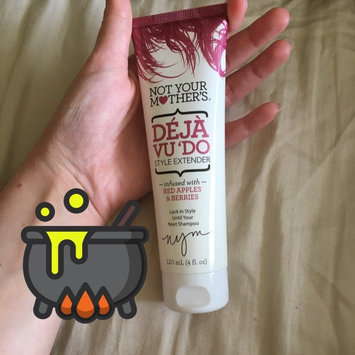 NOT YOUR
MOTHER'S®
DÉJÀ
VU 'DO
STYLE EXTENDER
— infused with —
RED APPLES
& BERRIES
Lock In Style
Until Your
Next Shampoo
nym
120 mL (4 fl. oz)